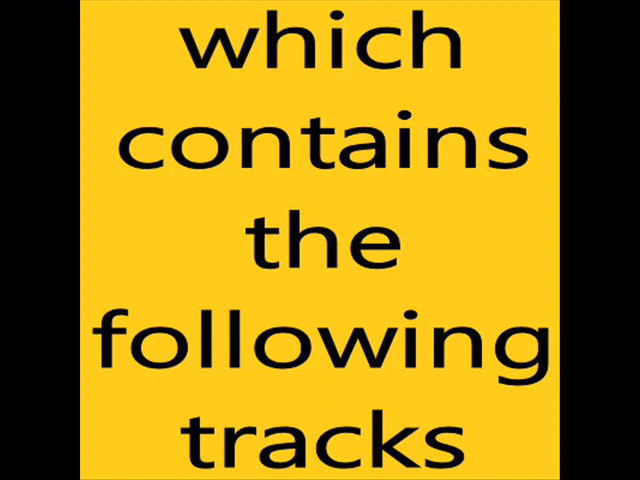 which
contains
the
following
tracks